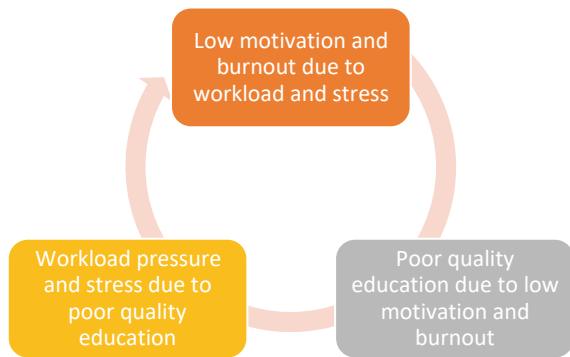 Low motivation and
burnout due to
workload and stress
Poor quality
education due to low
motivation and
burnout
Workload pressure
and stress due to
poor quality
education